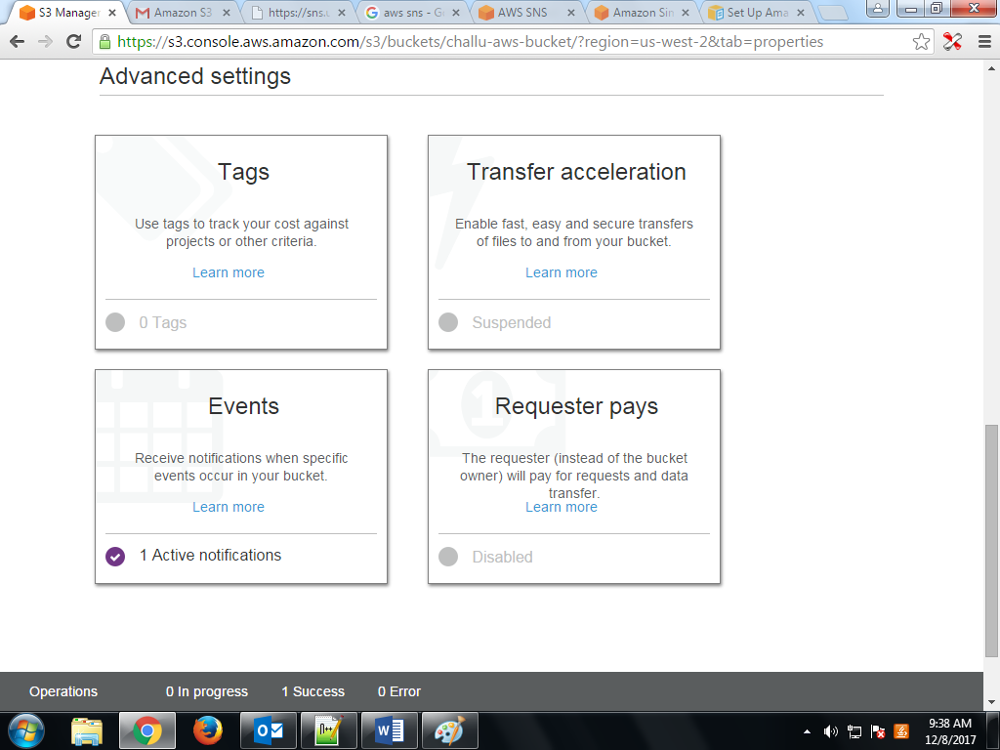 S3 Manager
Amazon S3
https://sns.u
aws sns - G
AWS SNS
Amazon Sim
Set Up Ama
https://s3.console.aws.amazon.com/s3/buckets/challu-aws-bucket/?region=us-west-2&tab=properties
Advanced settings
Tags
Use tags to track your cost against
projects or other criteria.
Learn more
0 Tags
Transfer acceleration
Enable fast, easy and secure transfers
of files to and from your bucket.
Learn more
Suspended
Events
Receive notifications when specific
events occur in your bucket.
Learn more
1 Active notifications
Requester pays
The requester (instead of the bucket
owner) will pay for requests and data
transfer.
Learn more
Disabled
Operations
0 In progress
1 Success
0 Error
9:38 AM
12/8/2017